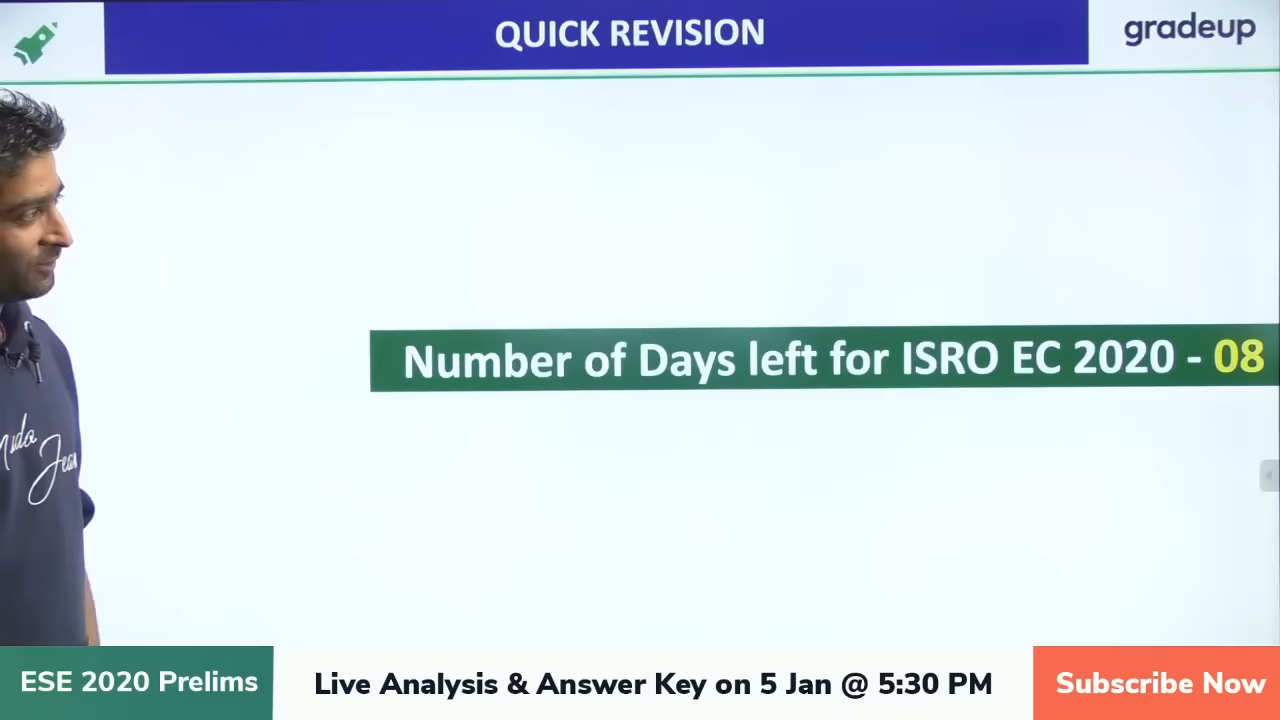 QUICK REVISION
gradeup
Number of Days left for ISRO EC 2020 - 08
Jeans
ESE 2020 Prelims
Live Analysis & Answer Key on 5 Jan @ 5:30 PM
Subscribe Now